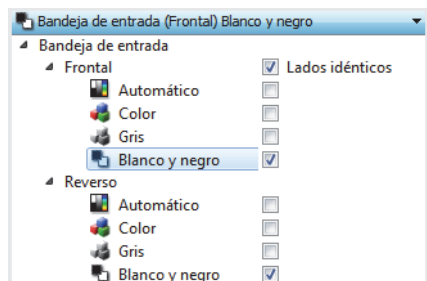 Bandeja de entrada (Frontal) Blanco y negro
Bandeja de entrada
Frontal Lados idénticos
Automático
Color
Gris
Blanco y negro
Reverso
Automático
Color
Gris
Blanco y negro